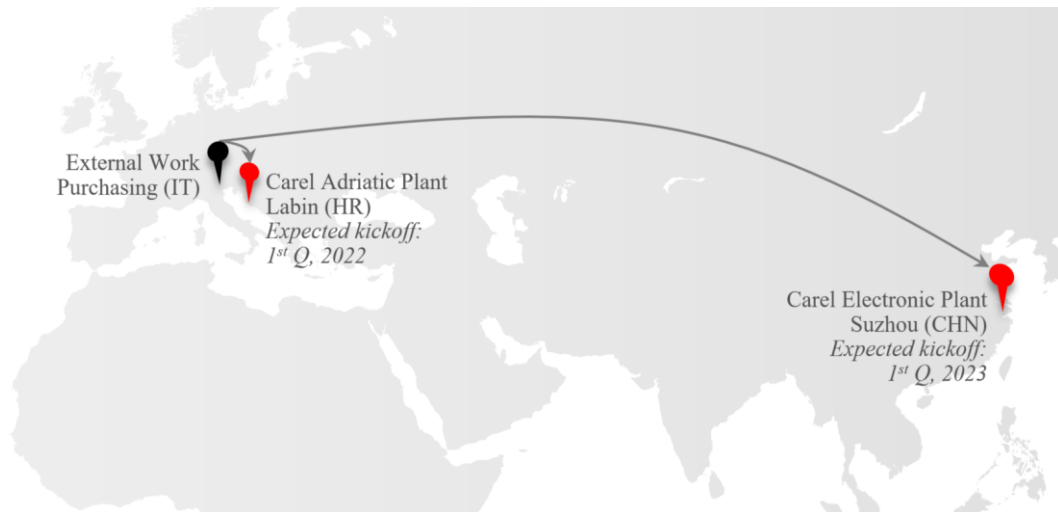 External Work
Purchasing (IT)
Carel Adriatic Plant
Labin (HR)
Expected kickoff:
1st Q, 2022
Carel Electronic Plant
Suzhou (CHN)
Expected kickoff:
1st Q, 2023